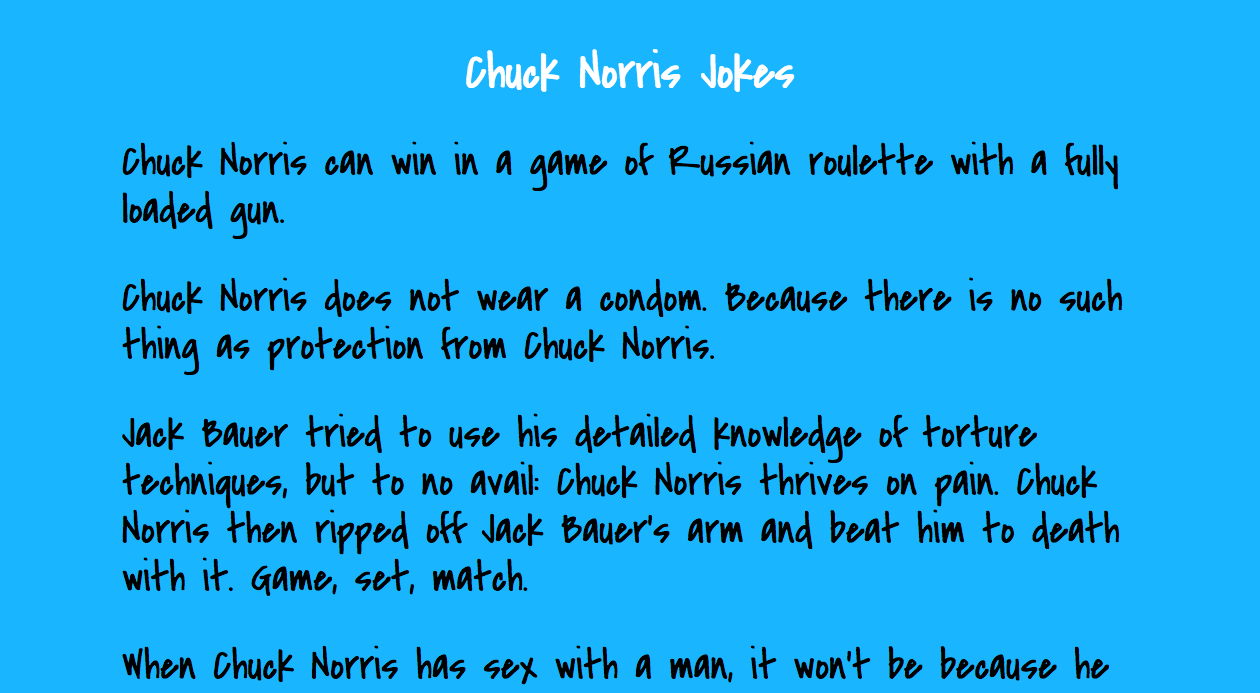 Chuck Norris Jokes
Chuck Norris can win in a game of Russian roulette with a fully
loaded gun.
Chuck Norris does not wear a condom. Because there is no such
thing as protection from Chuck Norris.
Jack Bauer tried to use his detailed knowledge of torture
techniques, but to no avail: Chuck Norris thrives on pain. Chuck
Norris then ripped off Jack Bauer's arm and beat him to death
with it. Game, set, match.
When Chuck Norris has sex with a man, it won't be because he